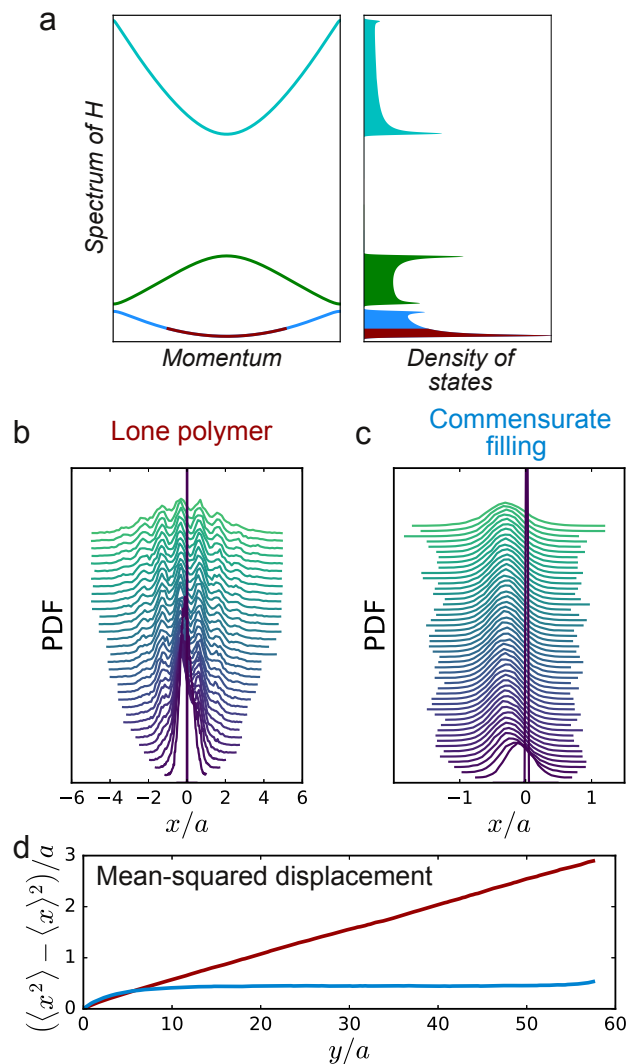 a
Spectrum of H
Momentum
Density of
states
b
Lone polymer
c
Commensurate
filling
PDF
−6 −4 −2 0 2 4 6
x/a
PDF
−1 0 1
x/a
d
Mean-squared displacement
(⟨x²⟩ − ⟨x⟩²)/a
3
2
1
0
0 10 20 30 40 50 60
y/a